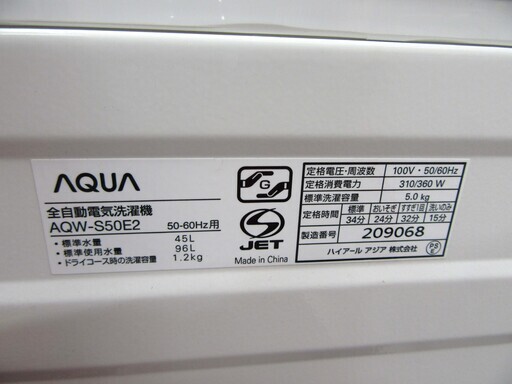 AQUA
全自動電気洗濯機
AQW-S50E2 50-60Hz用
・標準水量 45L
・標準使用水量 96L
・ドライコース時の洗濯容量 1.2kg
G
S
JET
Made in China
定格電圧・周波数 100V・50/60Hz
定格消費電力 310/360 W
標準洗濯容量 5.0 kg
定格時間 標準 おいそぎ すすぎ1回 洗いのみ
34分 24分 32分 15分
製造番号 209068
ハイアール アジア 株式会社
PS
E